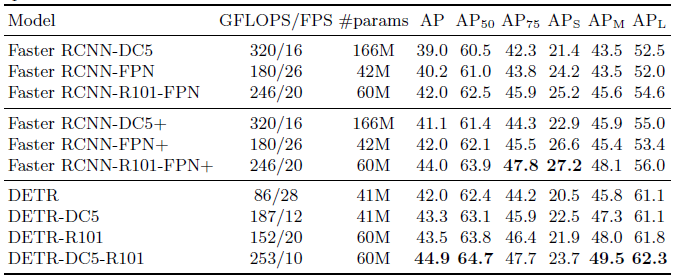 Model GFLOPS/FPS #params AP AP50 AP75 APS APM APL
Faster RCNN-DC5 320/16 166M 39.0 60.5 42.3 21.4 43.5 52.5
Faster RCNN-FPN 180/26 42M 40.2 61.0 43.8 24.2 43.5 52.0
Faster RCNN-R101-FPN 246/20 60M 42.0 62.5 45.9 25.2 45.6 54.6
Faster RCNN-DC5+ 320/16 166M 41.1 61.4 44.3 22.9 45.9 55.0
Faster RCNN-FPN+ 180/26 42M 42.0 62.1 45.5 26.6 45.4 53.4
Faster RCNN-R101-FPN+ 246/20 60M 44.0 63.9 47.8 27.2 48.1 56.0
DETR 86/28 41M 42.0 62.4 44.2 20.5 45.8 61.1
DETR-DC5 187/12 41M 43.3 63.1 45.9 22.5 47.3 61.1
DETR-R101 152/20 60M 43.5 63.8 46.4 21.9 48.0 61.8
DETR-DC5-R101 253/10 60M 44.9 64.7 47.7 23.7 49.5 62.3